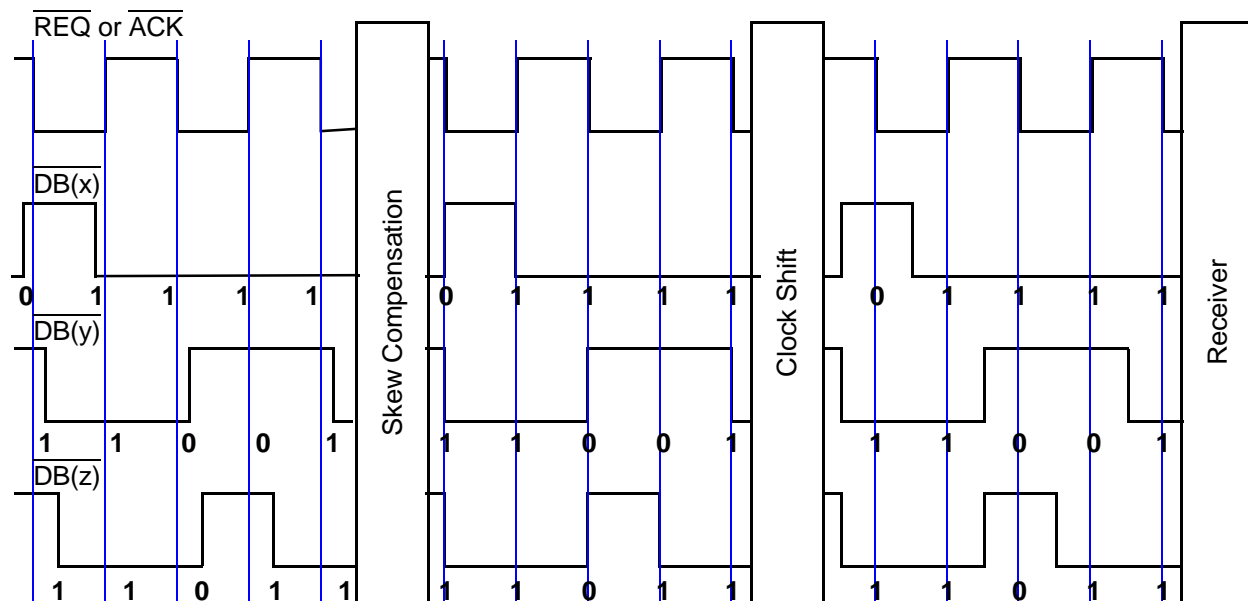 REQ or ACK
DB(x)
0 1 1 1 1
0 1 1 1 1
0 1 1 1 1
DB(y)
1 1 0 0 1
1 1 0 0 1
1 1 0 0 1
DB(z)
1 1 0 1 1
1 1 0 1 1
1 1 0 1 1
Skew Compensation
Clock Shift
Receiver